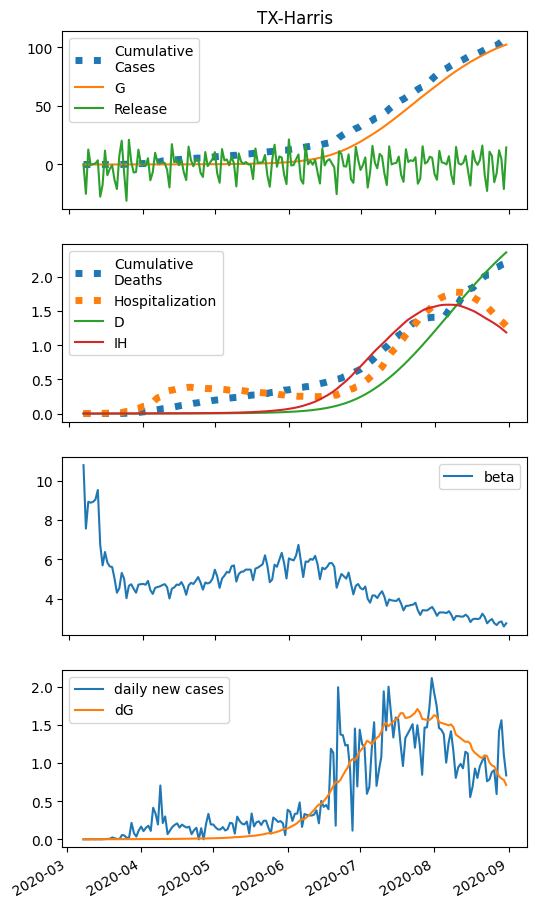 TX-Harris
100
50
0
Cumulative
Cases
G
Release
2.0
1.5
1.0
0.5
0.0
Cumulative
Deaths
Hospitalization
D
IH
10
8
6
4
beta
2.0
1.5
1.0
0.5
0.0
daily new cases
dG
2020-03
2020-04
2020-05
2020-06
2020-07
2020-08
2020-09